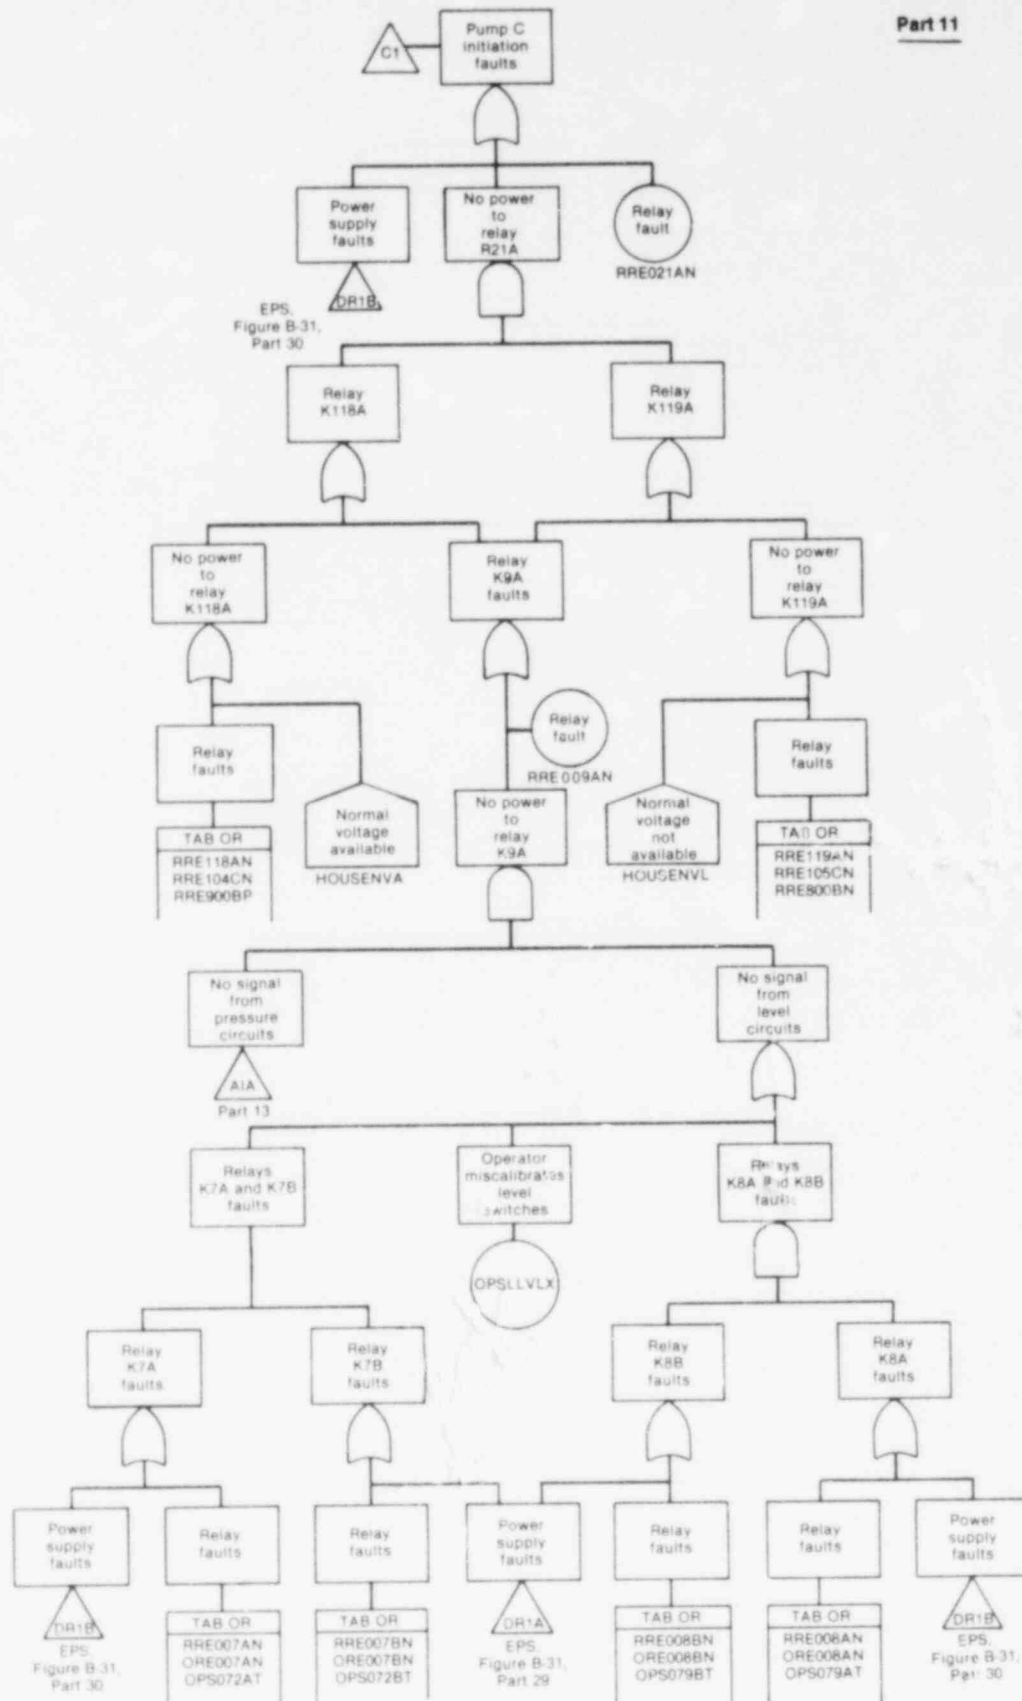 Part 11
Pump C
initiation
faults
C1
Power
supply
faults
No power
to
relay
R21A
Relay
fault
RRE021AN
DR1B
EPS,
Figure B-31,
Part 30
Relay
K118A
Relay
K119A
No power
to
relay
K118A
Relay
K9A
faults
No power
to
relay
K119A
Relay
faults
Relay
fault
RRE009AN
Relay
faults
Normal
voltage
available
HOUSENVA
No power
to
relay
K9A
Normal
voltage
not
available
HOUSENVL
TAB OR
RRE118AN
RRE104CN
RRE900BP
TAB OR
RRE119AN
RRE105CN
RRE800BN
No signal
from
pressure
circuits
No signal
from
level
circuits
AIA
Part 13
Relays
K7A and K7B
faults
Operator
miscalibrates
level
switches
Relays
K8A and K8B
faults
OPSLLVLX
Relay
K7A
faults
Relay
K7B
faults
Relay
K8B
faults
Relay
K8A
faults
Power
supply
faults
Relay
faults
Relay
faults
Power
supply
faults
Relay
faults
Relay
faults
Power
supply
faults
DR1B
EPS,
Figure B-31,
Part 30
TAB OR
RRE007AN
ORE007AN
OPS072AT
TAB OR
RRE007BN
ORE007BN
OPS072BT
DR1A
EPS,
Figure B-31,
Part 29
TAB OR
RRE008BN
ORE008BN
OPS079BT
TAB OR
RRE008AN
ORE008AN
OPS079AT
DR1B
EPS,
Figure B-31,
Part 30